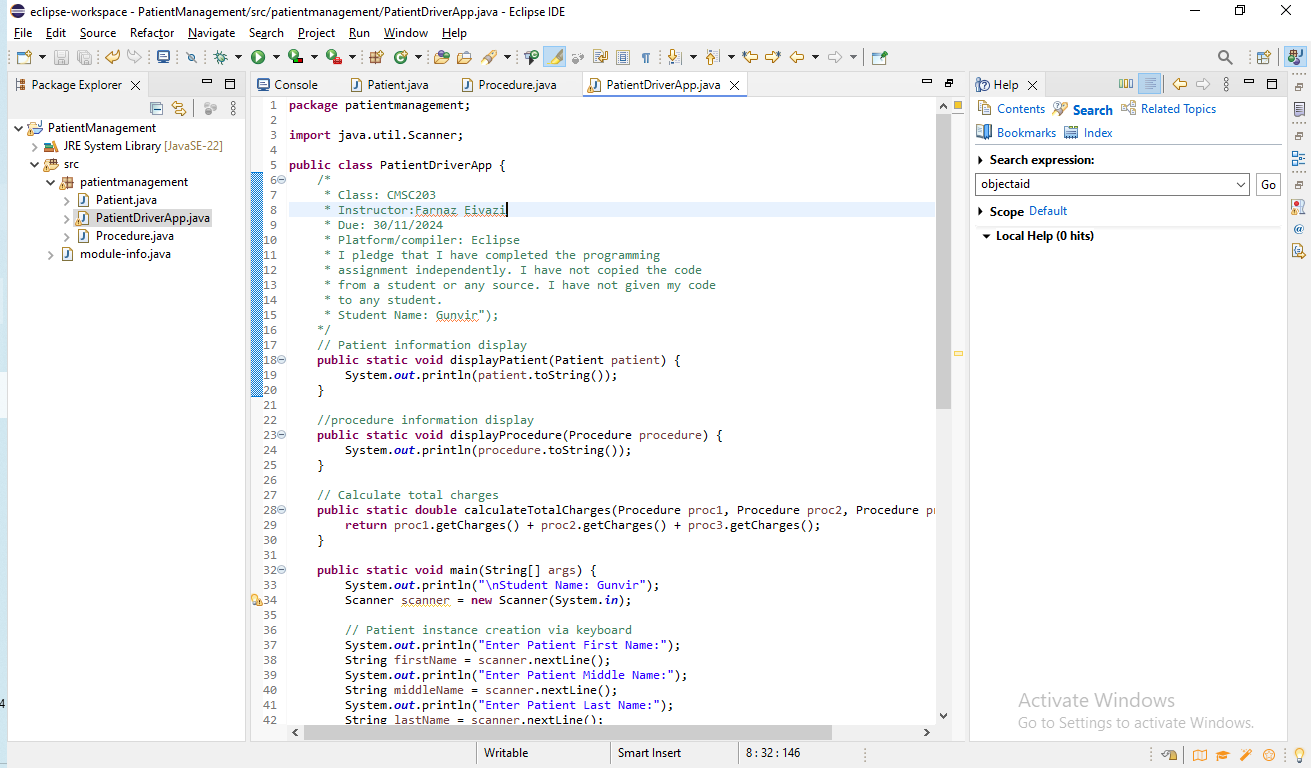 eclipse-workspace - PatientManagement/src/patientmanagement/PatientDriverApp.java - Eclipse IDE
File Edit Source Refactor Navigate Search Project Run Window Help
Package Explorer
PatientManagement
JRE System Library [JavaSE-22]
src
patientmanagement
Patient.java
PatientDriverApp.java
Procedure.java
module-info.java
Console Patient.java Procedure.java PatientDriverApp.java
1 package patientmanagement;
2
3 import java.util.Scanner;
4
5 public class PatientDriverApp {
6 /*
7 * Class: CMSC203
8 * Instructor:Farnaz Eivazi
9 * Due: 30/11/2024
10 * Platform/compiler: Eclipse
11 * I pledge that I have completed the programming
12 * assignment independently. I have not copied the code
13 * from a student or any source. I have not given my code
14 * to any student.
15 * Student Name: Gunvir");
16 */
17 // Patient information display
18 public static void displayPatient(Patient patient) {
19 System.out.println(patient.toString());
20 }
21
22 //procedure information display
23 public static void displayProcedure(Procedure procedure) {
24 System.out.println(procedure.toString());
25 }
26
27 // Calculate total charges
28 public static double calculateTotalCharges(Procedure proc1, Procedure proc2, Procedure pr
29 return proc1.getCharges() + proc2.getCharges() + proc3.getCharges();
30 }
31
32 public static void main(String[] args) {
33 System.out.println("\nStudent Name: Gunvir");
34 Scanner scanner = new Scanner(System.in);
35
36 // Patient instance creation via keyboard
37 System.out.println("Enter Patient First Name:");
38 String firstName = scanner.nextLine();
39 System.out.println("Enter Patient Middle Name:");
40 String middleName = scanner.nextLine();
41 System.out.println("Enter Patient Last Name:");
42 String lastName = scanner.nextLine();
Help
Contents Search Related Topics
Bookmarks Index
Search expression:
objectaid Go
Scope Default
Local Help (0 hits)
Activate Windows
Go to Settings to activate Windows.
4
Writable Smart Insert 8 : 32 : 146